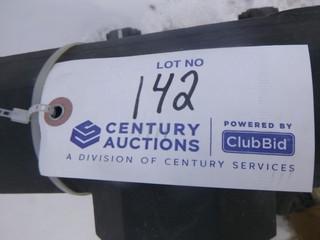 LOT NO
142
CENTURY
AUCTIONS
POWERED BY
ClubBid
A DIVISION OF CENTURY SERVICES